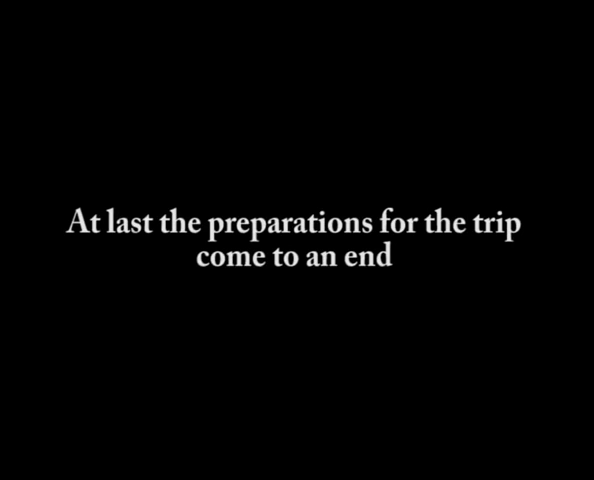 At last the preparations for the trip
come to an end